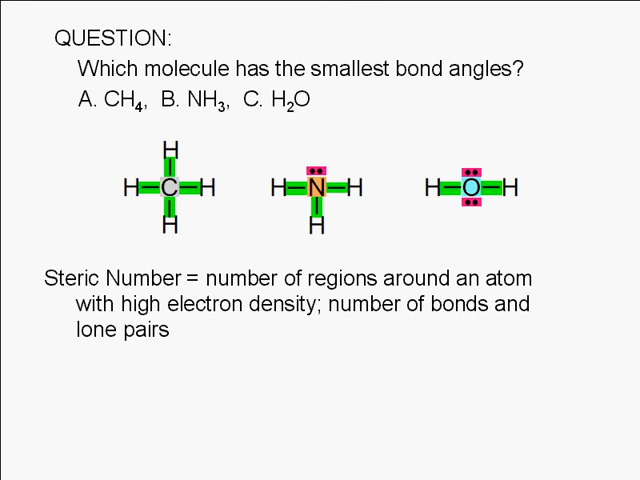 QUESTION:
Which molecule has the smallest bond angles?
A. CH4, B. NH3, C. H2O
H
H C H
H
H N H
H
H O H
Steric Number = number of regions around an atom
with high electron density; number of bonds and
lone pairs